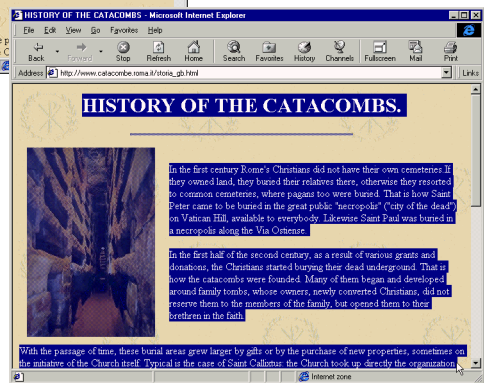 HISTORY OF THE CATACOMBS - Microsoft Internet Explorer
File Edit View Go Favorites Help
Back Forward Stop Refresh Home Search Favorites History Channels Fullscreen Mail Print
Address http://www.catacombe.roma.it/storia_gb.html Links
HISTORY OF THE CATACOMBS.
In the first century Rome's Christians did not have their own cemeteries.If
they owned land, they buried their relatives there, otherwise they resorted
to common cemeteries, where pagans too were buried. That is how Saint
Peter came to be buried in the great public "necropolis" ("city of the dead")
on Vatican Hill, available to everybody. Likewise Saint Paul was buried in
a necropolis along the Via Ostiense.
In the first half of the second century, as a result of various grants and
donations, the Christians started burying their dead underground. That is
how the catacombs were founded. Many of them began and developed
around family tombs, whose owners, newly converted Christians, did not
reserve them to the members of the family, but opened them to their
brethren in the faith.
With the passage of time, these burial areas grew larger by gifts or by the purchase of new properties, sometimes on
the initiative of the Church itself. Typical is the case of Saint Callixtus: the Church took up directly the organization
Internet zone